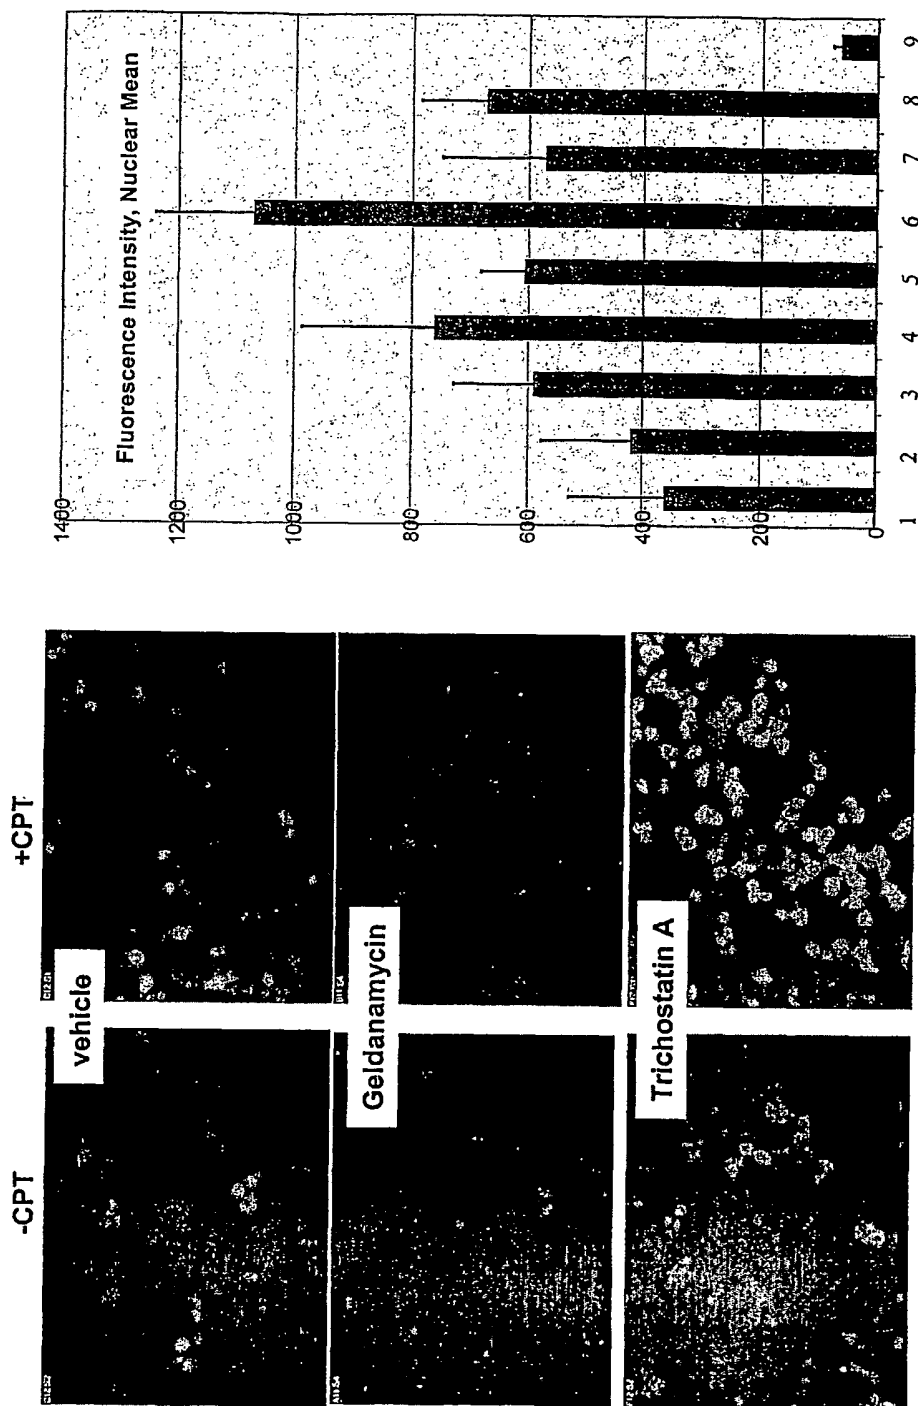 -CPT
+CPT
vehicle
Geldanamycin
Trichostatin A
Fluorescence Intensity, Nuclear Mean
1400
1200
1000
800
600
400
200
0
1 2 3 4 5 6 7 8 9